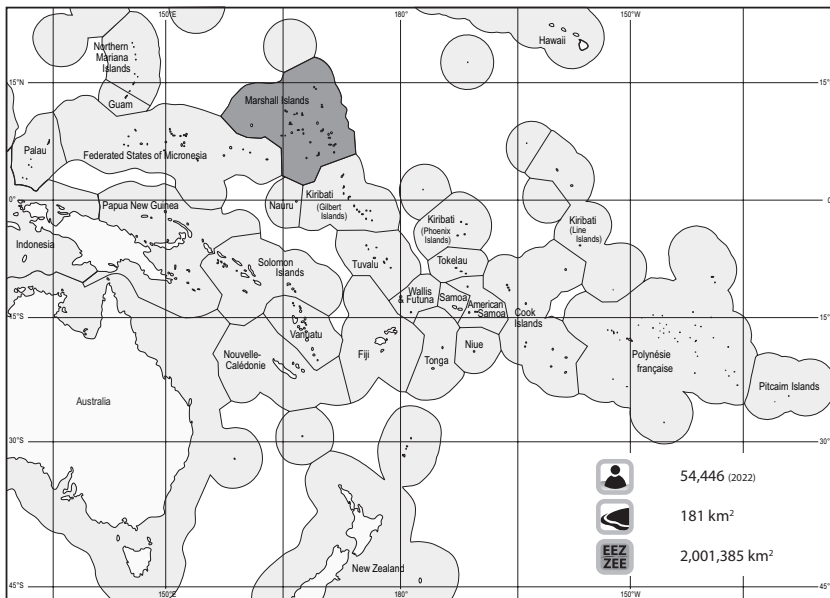 150°E
180°
150°W
Hawaii
Northern
Mariana
Islands
15°N
15°N
Marshall Islands
Guam
Palau
Federated States of Micronesia
0°
0°
Papua New Guinea
Nauru
Kiribati
(Gilbert
Islands)
Kiribati
(Phoenix
Islands)
Kiribati
(Line
Islands)
Indonesia
Solomon
Islands
Tuvalu
Tokelau
Wallis
& Futuna
Samoa
American
Samoa
Cook
Islands
15°S
15°
Vanuatu
Nouvelle-
Calédonie
Fiji
Tonga
Niue
Polynésie
française
Pitcairn Islands
Australia
30°S
30°
54,446 (2022)
181 km²
EEZ
ZEE
2,001,385 km²
New Zealand
45°S
45°
150°E
180°
150°W